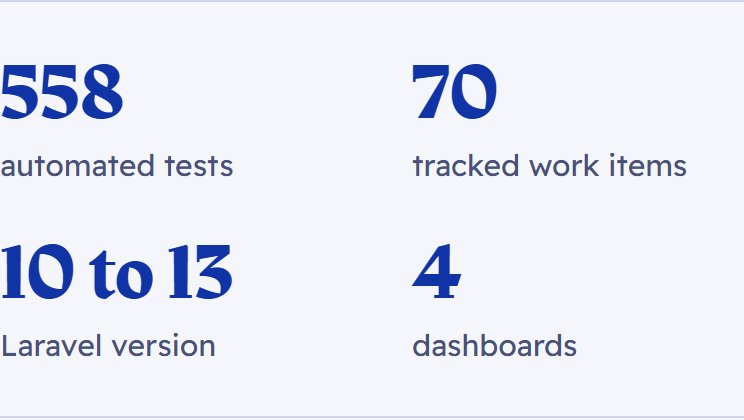 558
automated tests
70
tracked work items
10 to 13
Laravel version
4
dashboards